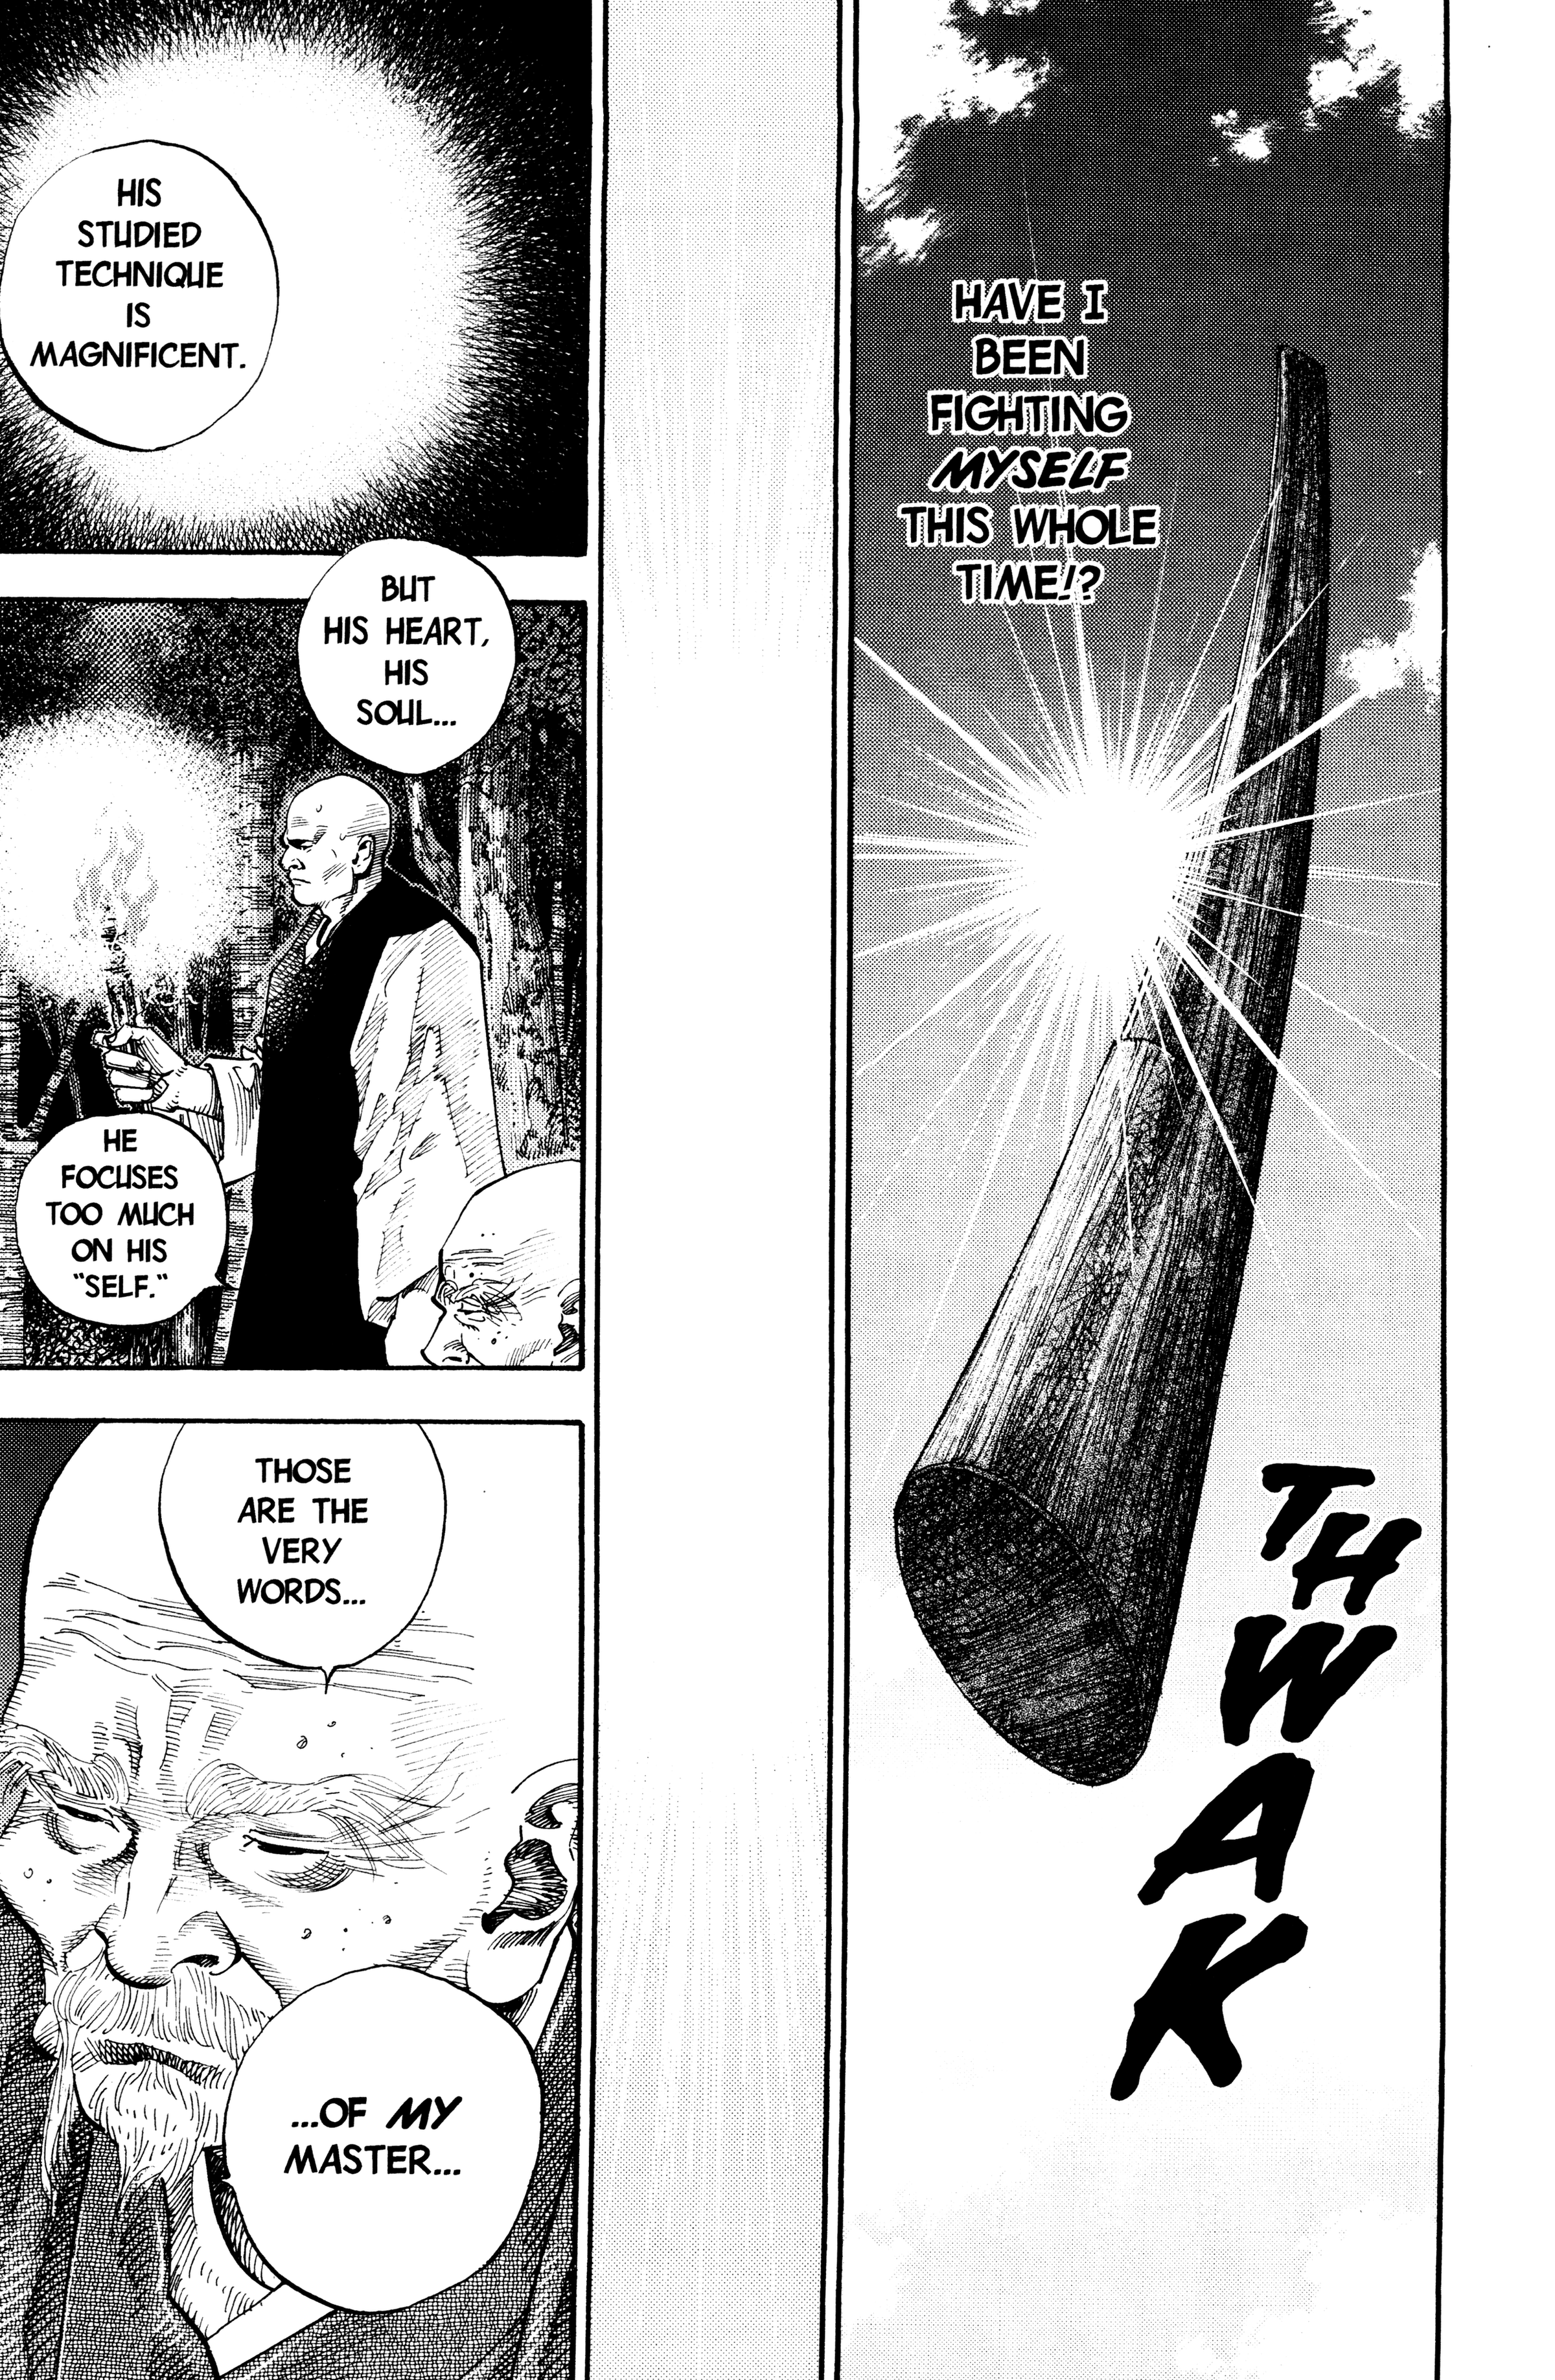 HAVE I
BEEN
FIGHTING
MYSELF
THIS WHOLE
TIME!?
THWAK
HIS
STUDIED
TECHNIQUE
IS
MAGNIFICENT.
BUT
HIS HEART,
HIS
SOUL...
HE
FOCUSES
TOO MUCH
ON HIS
"SELF."
THOSE
ARE THE
VERY
WORDS...
...OF MY
MASTER...